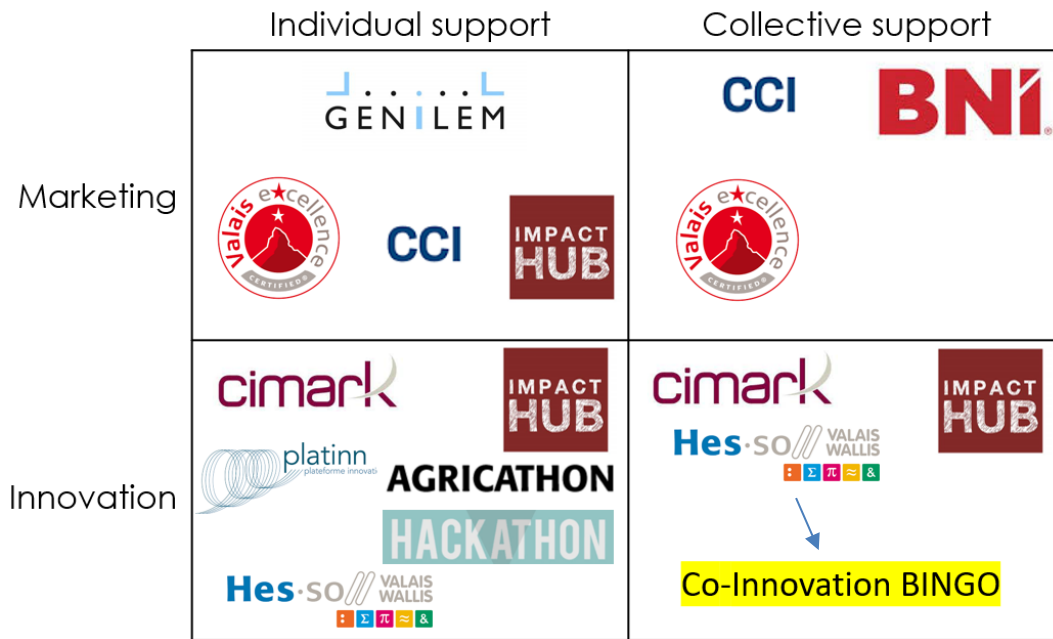 Individual support
Collective support
Marketing
GENiLEM
Valais e★cellence
CERTIFIED®
CCI
IMPACT
HUB
CCI
BNI®
Valais e★cellence
CERTIFIED®
Innovation
cimark
IMPACT
HUB
platinn
plateforme innovati
AGRICATHON
HACKATHON
Hes·so// VALAIS
WALLIS
: Σ π ≈ &
cimark
IMPACT
HUB
Hes·so// VALAIS
WALLIS
: Σ π ≈ &
Co-Innovation BINGO